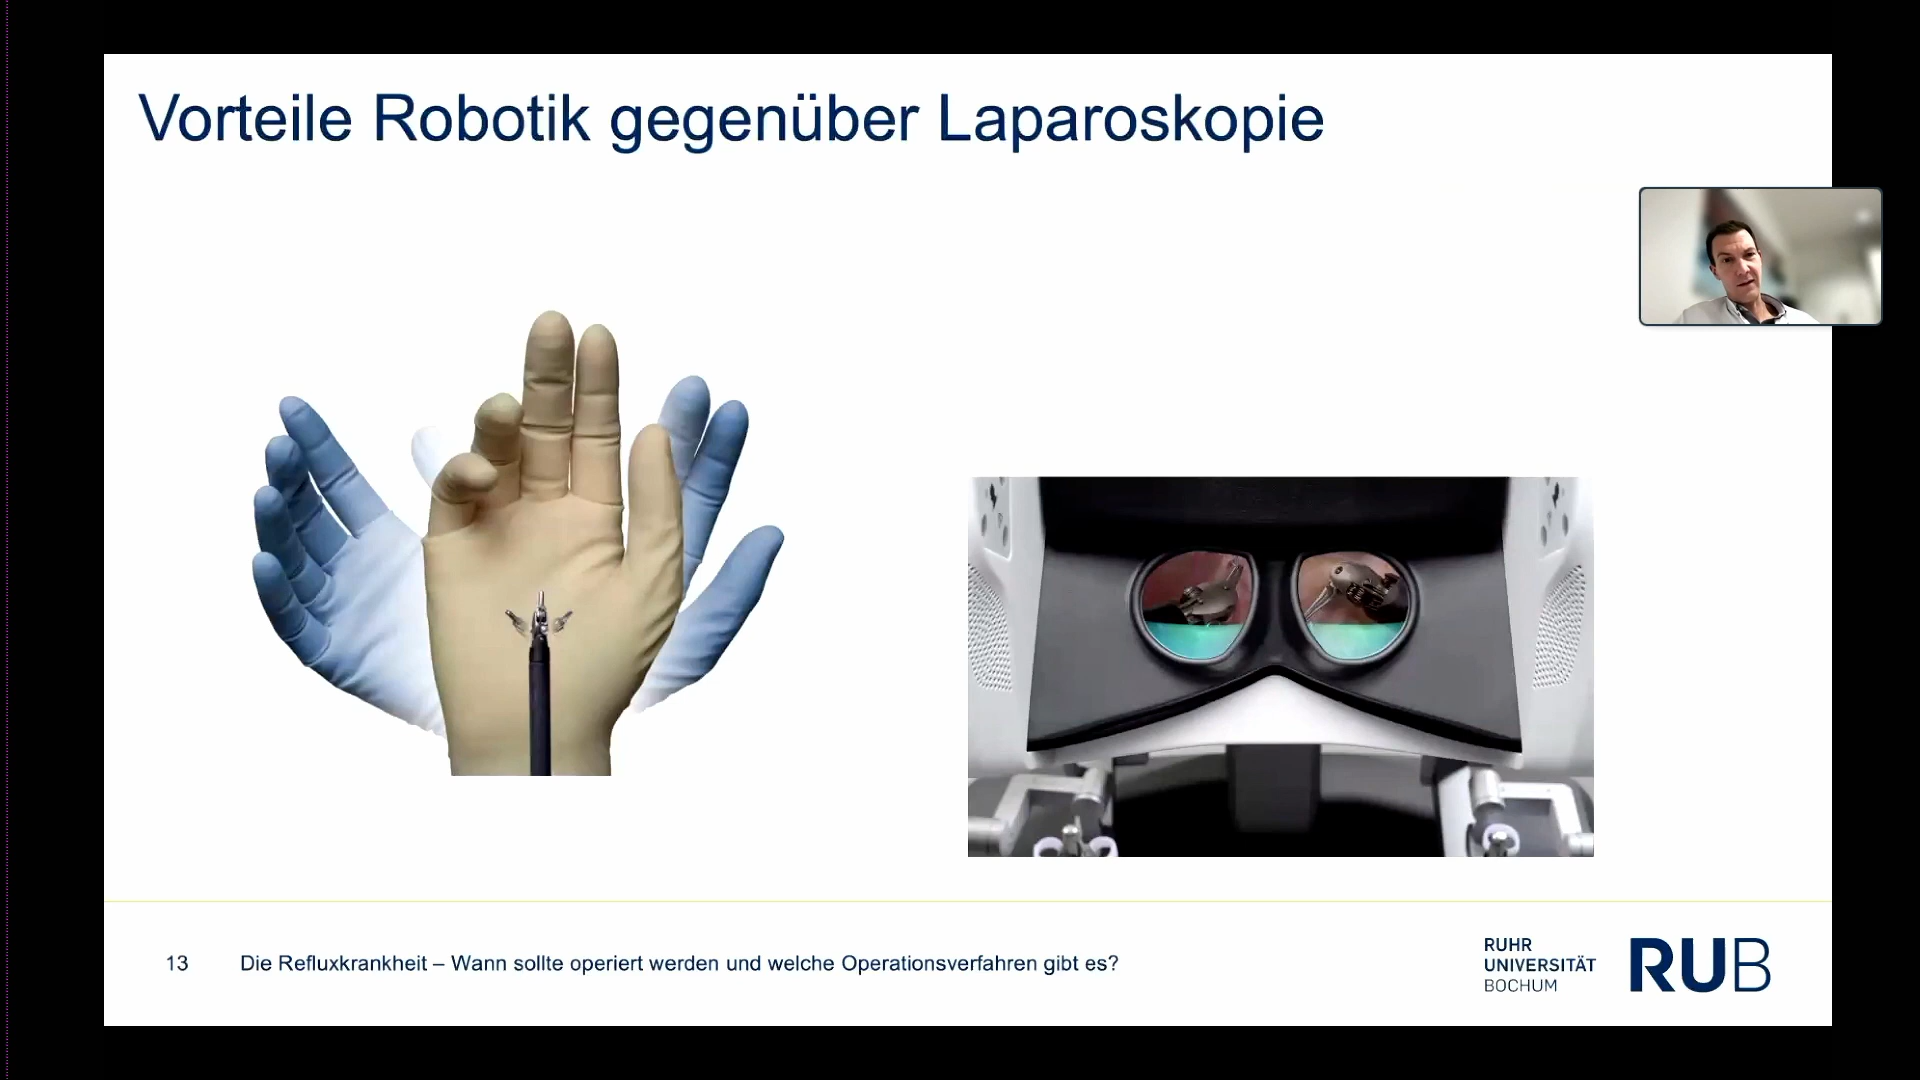 Vorteile Robotik gegenüber Laparoskopie
13
Die Refluxkrankheit – Wann sollte operiert werden und welche Operationsverfahren gibt es?
RUHR
UNIVERSITÄT
BOCHUM
RUB